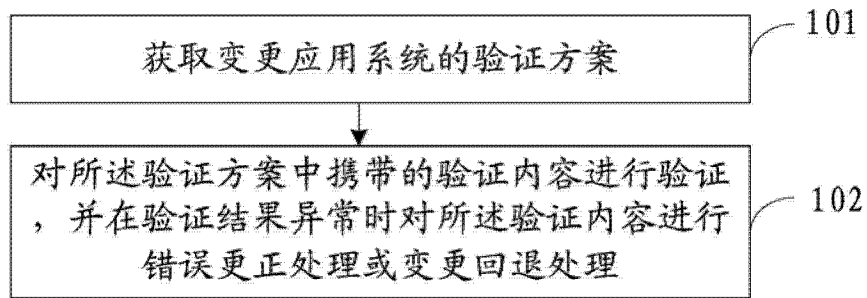 获取变更应用系统的验证方案
101
对所述验证方案中携带的验证内容进行验证
，并在验证结果异常时对所述验证内容进行
错误更正处理或变更回退处理
102